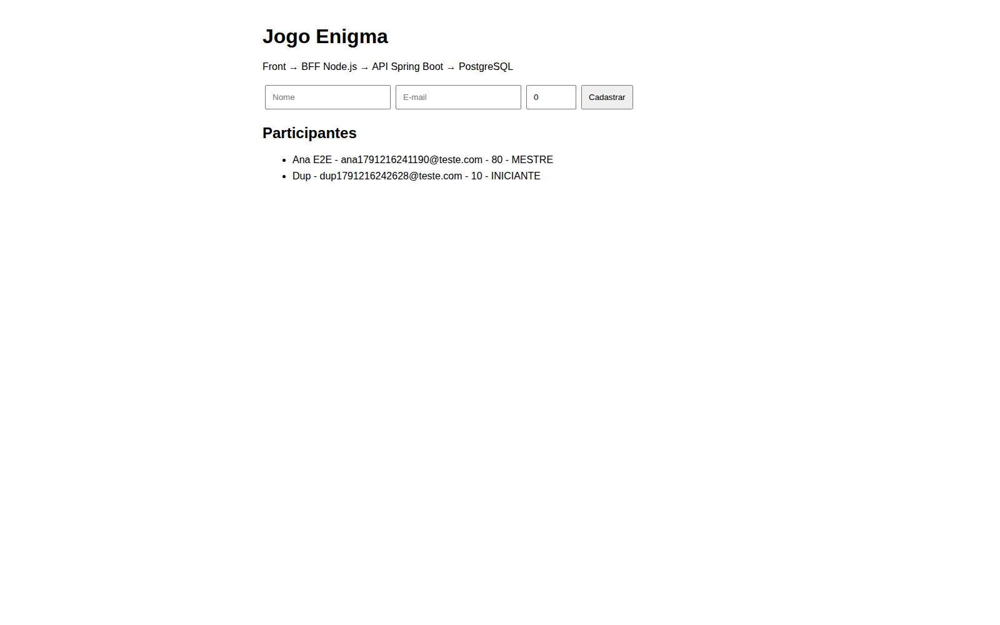 Jogo Enigma
Front → BFF Node.js → API Spring Boot → PostgreSQL
Nome E-mail 0 Cadastrar
Participantes
• Ana E2E - ana1791216241190@teste.com - 80 - MESTRE
• Dup - dup1791216242628@teste.com - 10 - INICIANTE